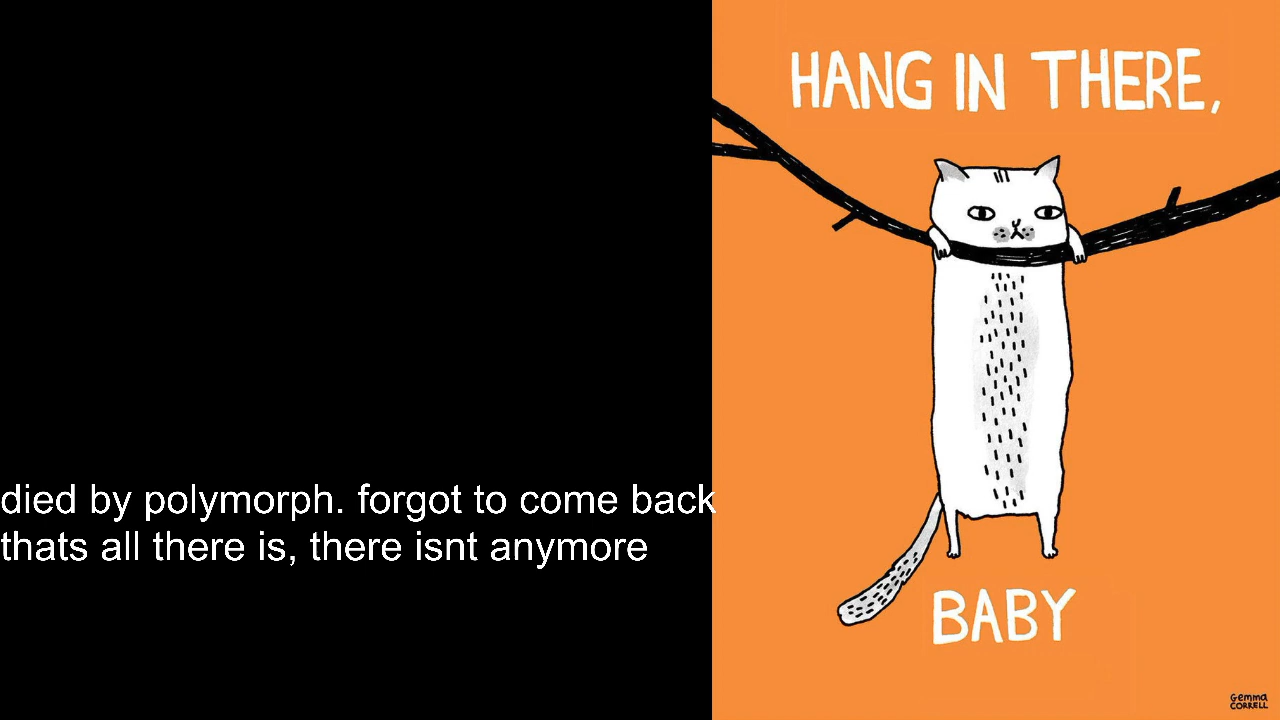 died by polymorph. forgot to come back
thats all there is, there isnt anymore
HANG IN THERE,
BABY
Gemma
CORRELL